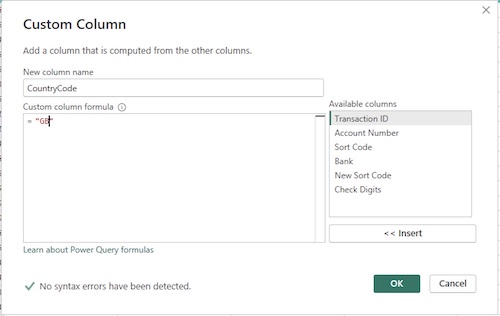 Custom Column
Add a column that is computed from the other columns.
New column name
CountryCode
Custom column formula
= "GB"
Available columns
Transaction ID
Account Number
Sort Code
Bank
New Sort Code
Check Digits
<< Insert
Learn about Power Query formulas
No syntax errors have been detected.
OK
Cancel